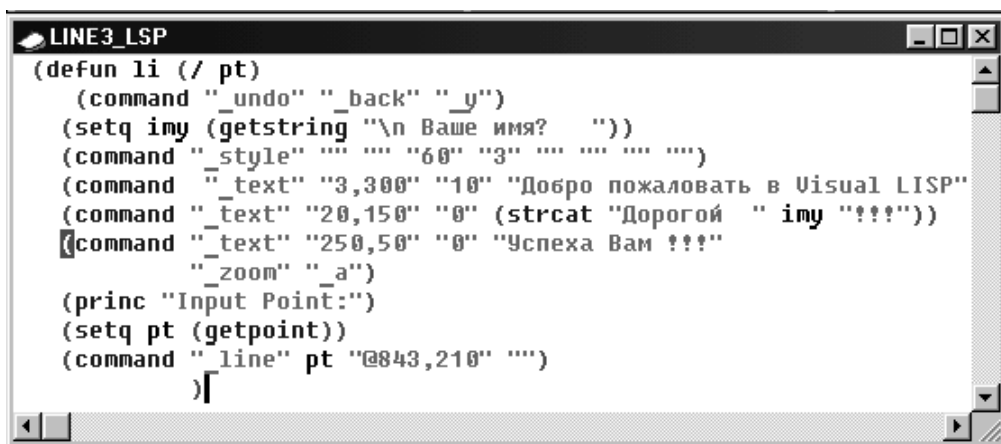 LINE3_LSP
(defun li (/ pt)
(command "_undo" "_back" "_y")
(setq imy (getstring "\n Ваше имя?   "))
(command "_style" "" "" "60" "3" "" "" "" "")
(command  "_text" "3,300" "10" "Добро пожаловать в Visual LISP"
(command "_text" "20,150" "0" (strcat "Дорогой  " imy "!!!"))
(command "_text" "250,50" "0" "Успеха Вам !!!"
"_zoom" "_a")
(princ "Input Point:")
(setq pt (getpoint))
(command "_line" pt "@843,210" "")
)